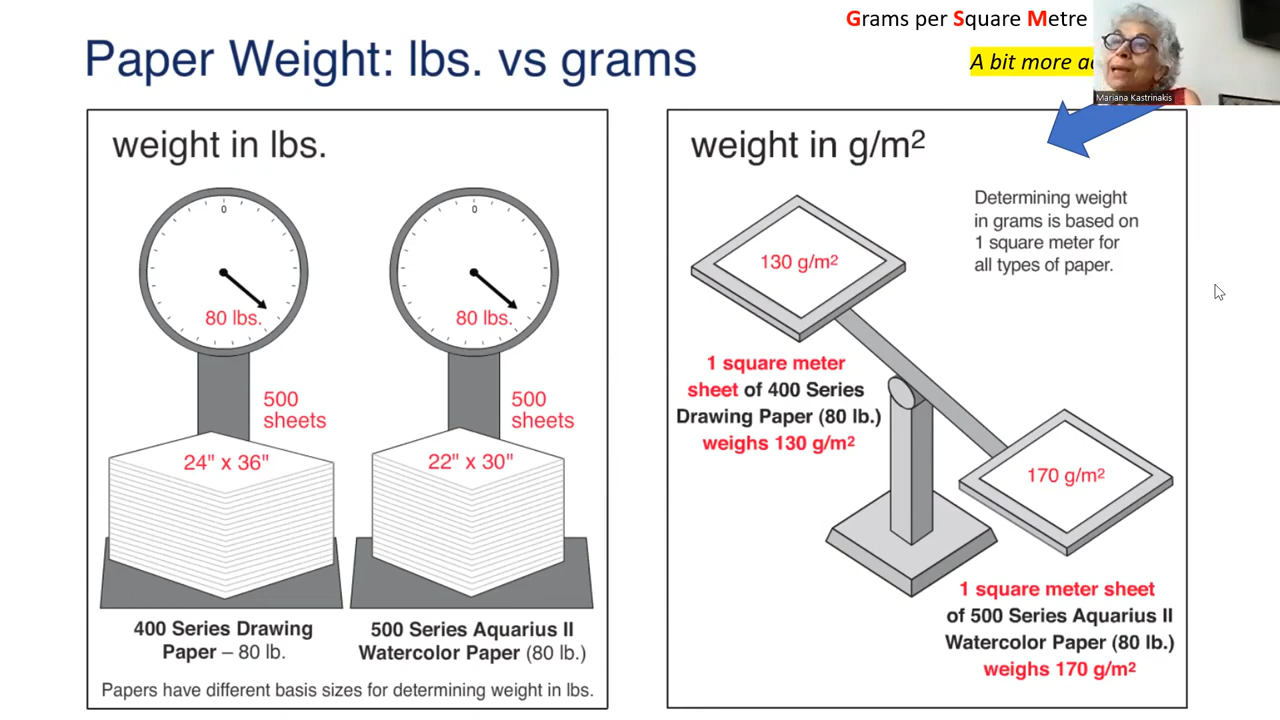 Grams per Square Metre
Paper Weight: lbs. vs grams
A bit more
Mariana Kastrinakis
weight in lbs.
0
80 lbs.
500
sheets
24" x 36"
400 Series Drawing
Paper – 80 lb.
0
80 lbs.
500
sheets
22" x 30"
500 Series Aquarius II
Watercolor Paper (80 lb.)
Papers have different basis sizes for determining weight in lbs.
weight in g/m²
Determining weight
in grams is based on
1 square meter for
all types of paper.
130 g/m²
1 square meter
sheet of 400 Series
Drawing Paper (80 lb.)
weighs 130 g/m²
170 g/m²
1 square meter sheet
of 500 Series Aquarius II
Watercolor Paper (80 lb.)
weighs 170 g/m²